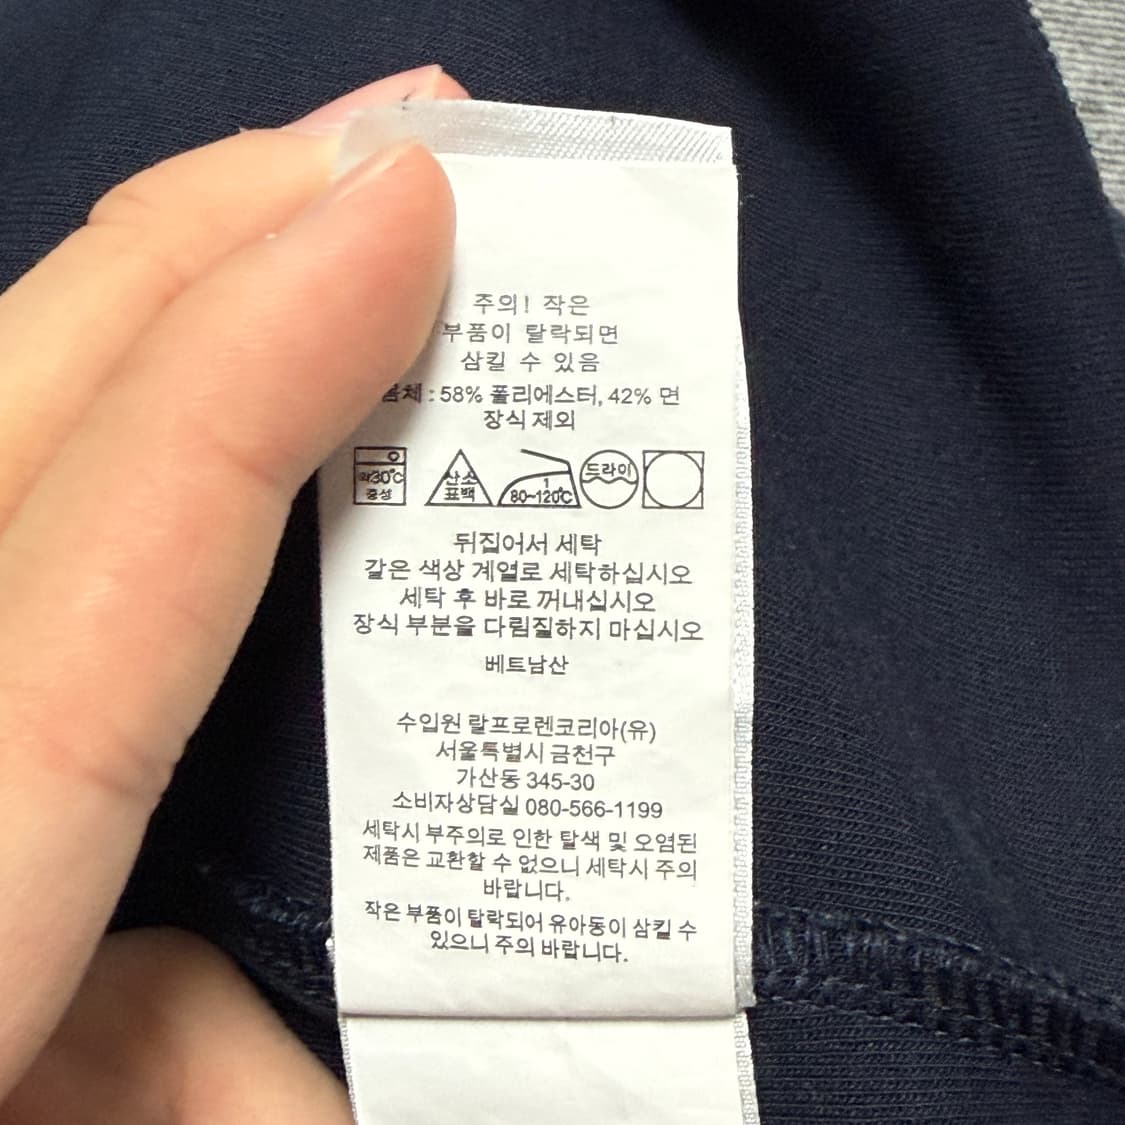 주의! 작은
부품이 탈락되면
삼킬 수 있음
몸체 : 58% 폴리에스터, 42% 면
장식 제외
약30℃
중성
산소
표백
1
80~120℃
드라이
뒤집어서 세탁
같은 색상 계열로 세탁하십시오
세탁 후 바로 꺼내십시오
장식 부분을 다림질하지 마십시오
베트남산
수입원 랄프로렌코리아(유)
서울특별시 금천구
가산동 345-30
소비자상담실 080-566-1199
세탁시 부주의로 인한 탈색 및 오염된
제품은 교환할 수 없으니 세탁시 주의
바랍니다.
작은 부품이 탈락되어 유아동이 삼킬 수
있으니 주의 바랍니다.